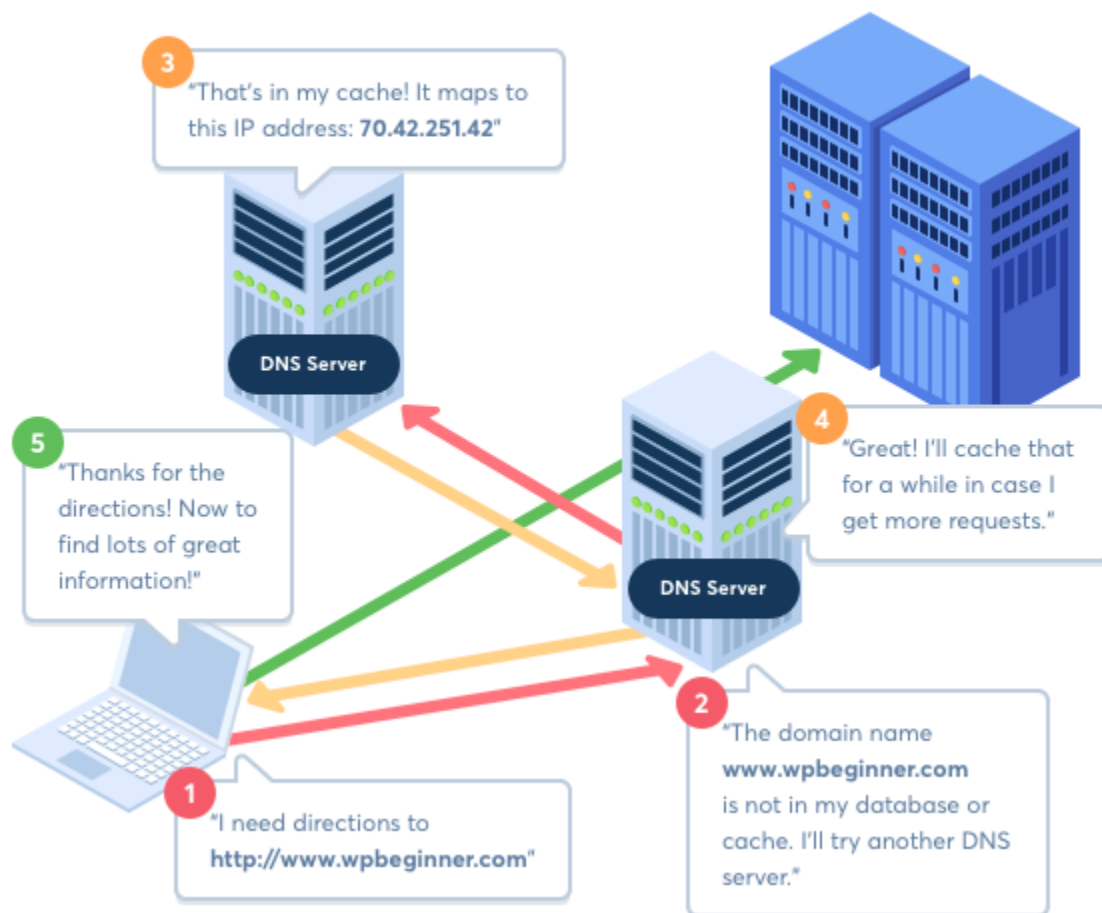 3
"That's in my cache! It maps to
this IP address: 70.42.251.42"
DNS Server
5
"Thanks for the
directions! Now to
find lots of great
information!"
4
"Great! I'll cache that
for a while in case I
get more requests."
DNS Server
2
"The domain name
www.wpbeginner.com
is not in my database or
cache. I'll try another DNS
server."
1
"I need directions to
http://www.wpbeginner.com"